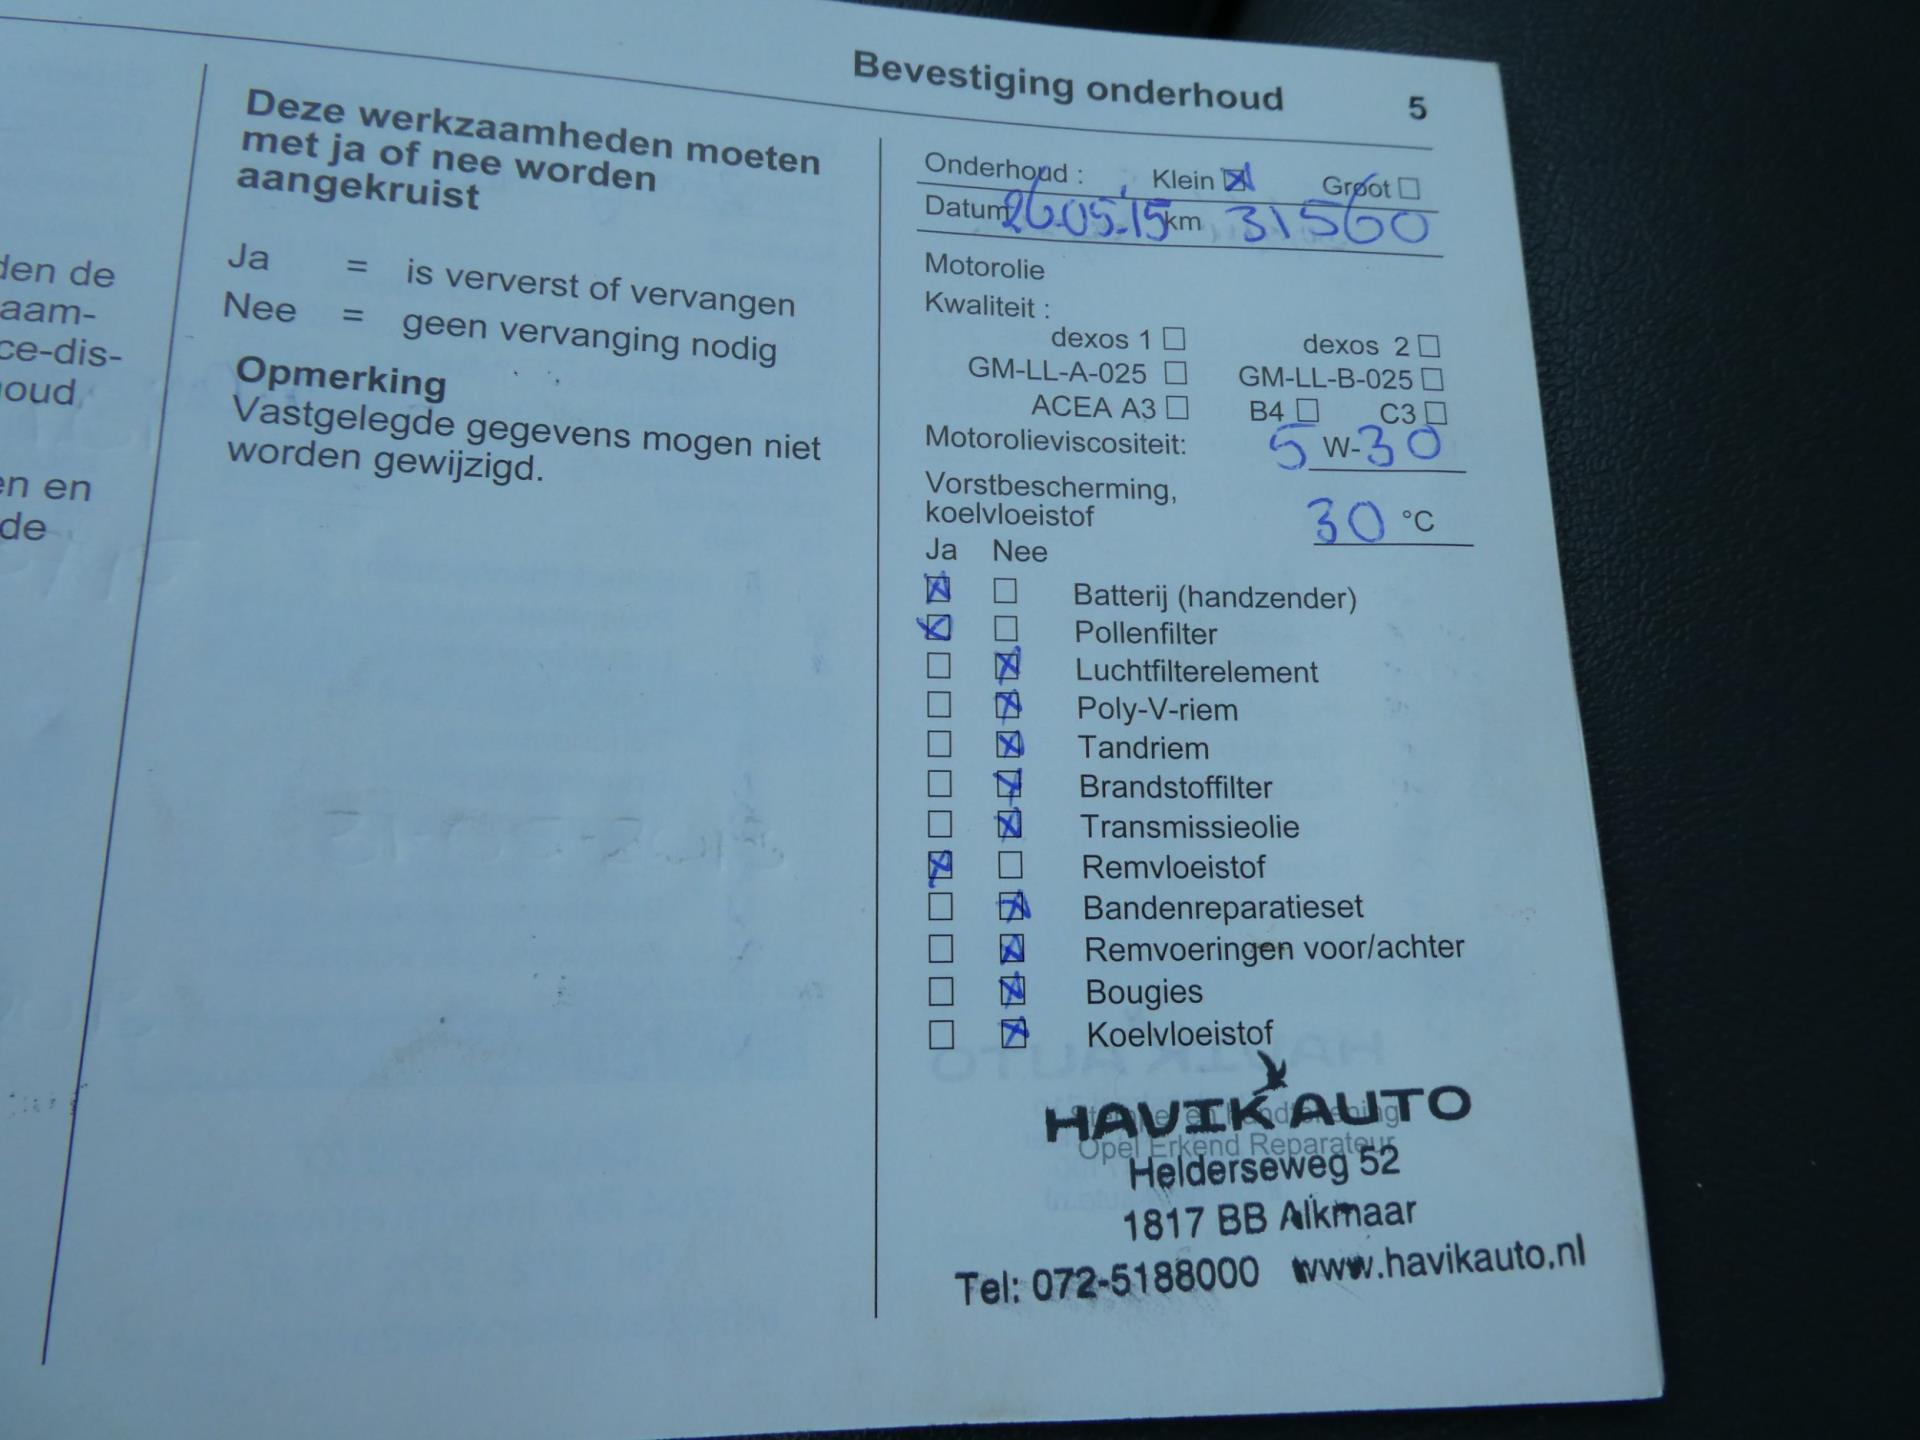 Bevestiging onderhoud 5
den de
aam-
ce-dis-
oud
en en
de
Deze werkzaamheden moeten
met ja of nee worden
aangekruist
Ja = is ververst of vervangen
Nee = geen vervanging nodig
Opmerking
Vastgelegde gegevens mogen niet
worden gewijzigd.
Onderhoud : Klein ☒ Groot ☐
Datum 26-05-15 km 31560
Motorolie
Kwaliteit :
dexos 1 ☐ dexos 2 ☐
GM-LL-A-025 ☐ GM-LL-B-025 ☐
ACEA A3 ☐ B4 ☐ C3 ☐
Motorolieviscositeit: 5 W-30
Vorstbescherming,
koelvloeistof 30 °C
Ja Nee
☒ ☐ Batterij (handzender)
☒ ☐ Pollenfilter
☐ ☒ Luchtfilterelement
☐ ☒ Poly-V-riem
☐ ☒ Tandriem
☐ ☒ Brandstoffilter
☐ ☒ Transmissieolie
☒ ☐ Remvloeistof
☐ ☒ Bandenreparatieset
☐ ☒ Remvoeringen voor/achter
☐ ☒ Bougies
☐ ☒ Koelvloeistof
HAVIK AUTO
Stempel en handtekening
Opel Erkend Reparateur
Helderseweg 52
1817 BB Alkmaar
Tel: 072-5188000 www.havikauto.nl